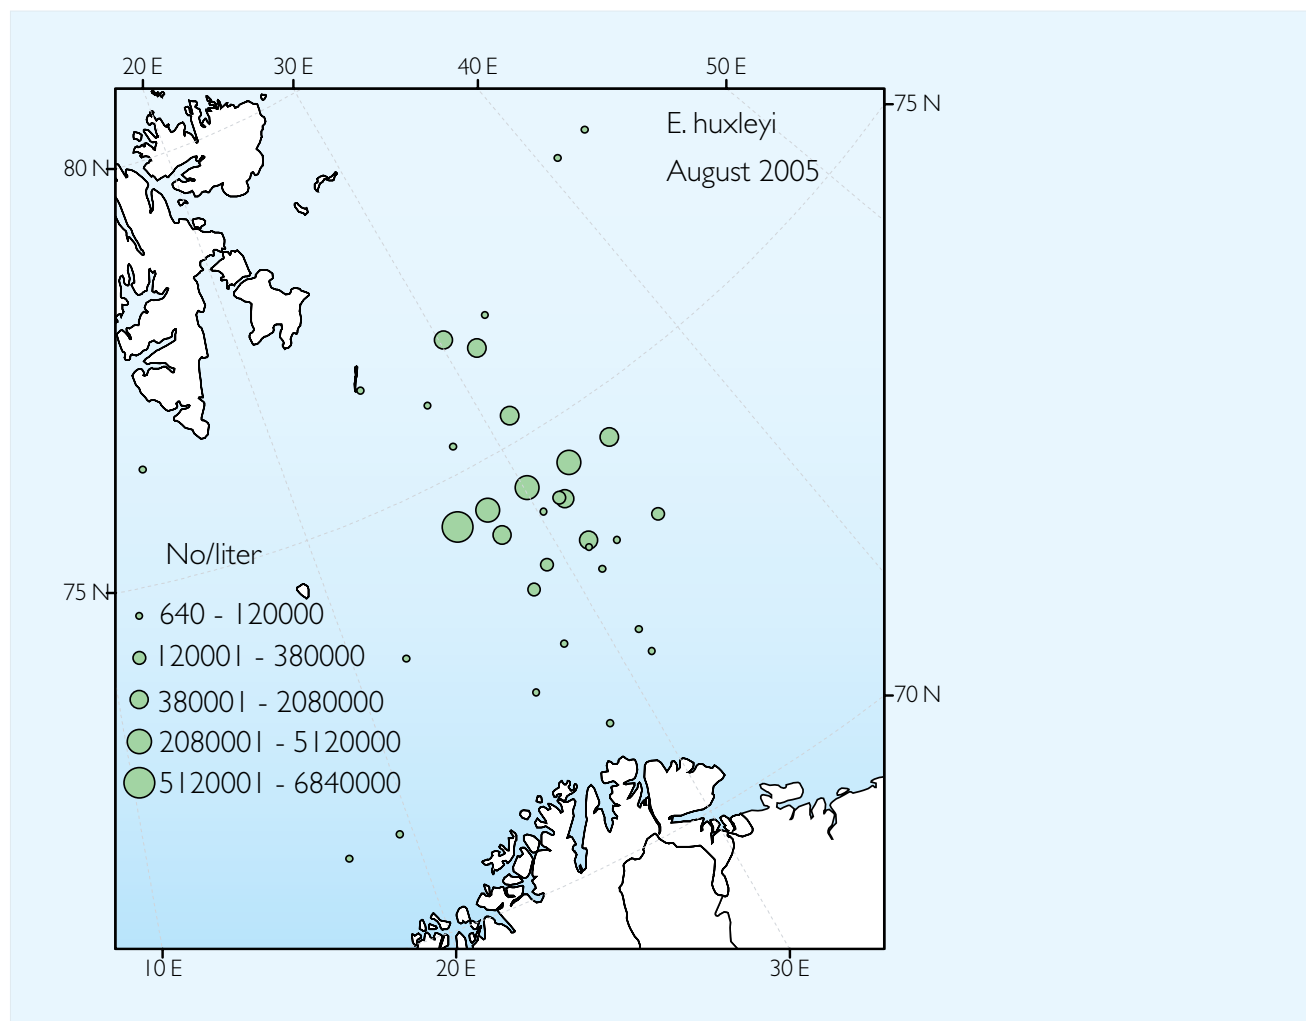 20 E 30 E 40 E 50 E
75 N
E. huxleyi
80 N
August 2005
No/liter
75 N
640 - 120000
120001 - 380000
380001 - 2080000
70 N
2080001 - 5120000
5120001 - 6840000
10 E 20 E 30 E